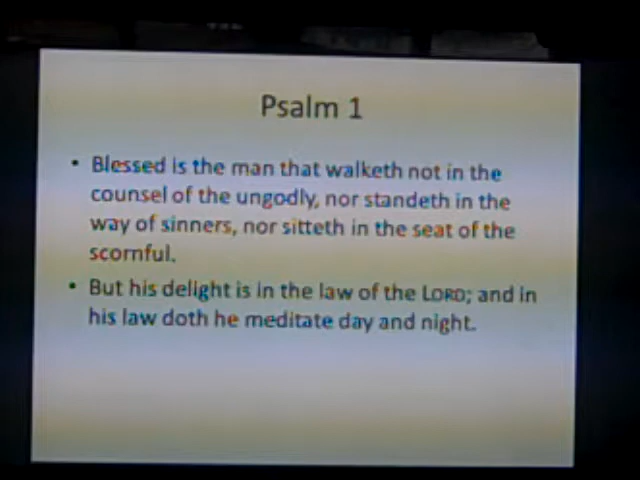 Psalm 1
• Blessed is the man that walketh not in the
counsel of the ungodly, nor standeth in the
way of sinners, nor sitteth in the seat of the
scornful.
• But his delight is in the law of the LORD; and in
his law doth he meditate day and night.